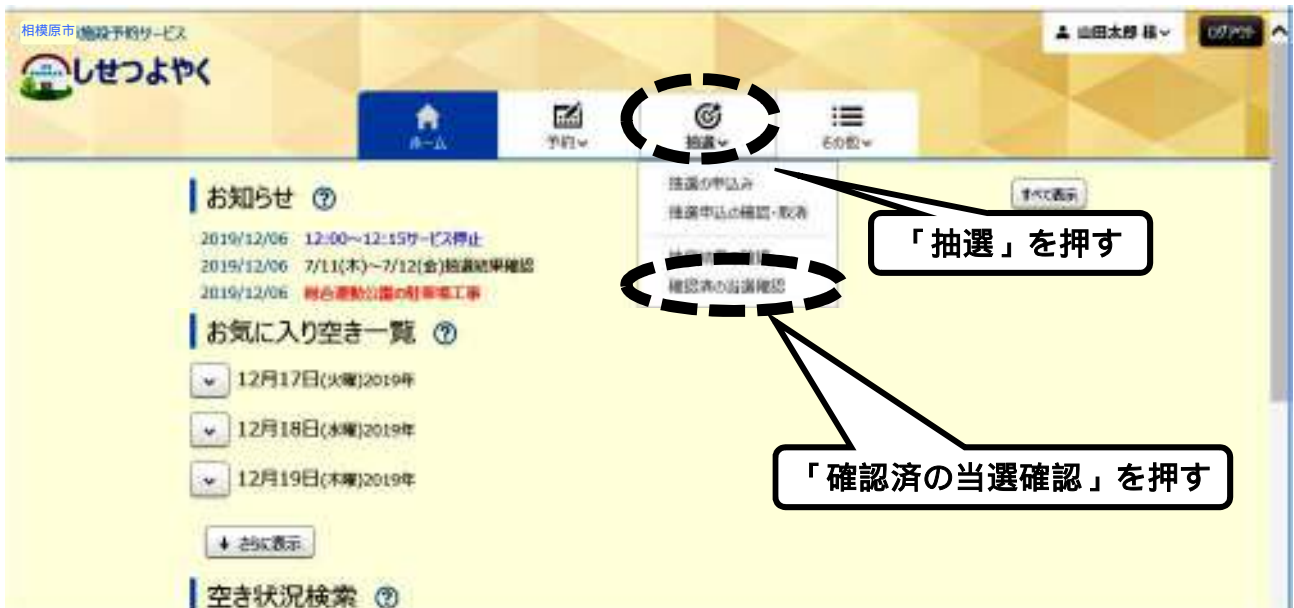 相模原市施設予約サービス
山田太郎 様
ログアウト
しせつよやく
ホーム
予約
抽選
その他
抽選の申込み
抽選申込の確認・取消
お知らせ
すべて表示
「抽選」を押す
2019/12/06 12:00～12:15サービス停止
2019/12/06 7/11(木)～7/12(金)抽選結果確認
2019/12/06 総合運動公園の駐車場工事
確認済の当選確認
お気に入り空き一覧
12月17日(火曜)2019年
12月18日(水曜)2019年
「確認済の当選確認」を押す
12月19日(木曜)2019年
さらに表示
空き状況検索